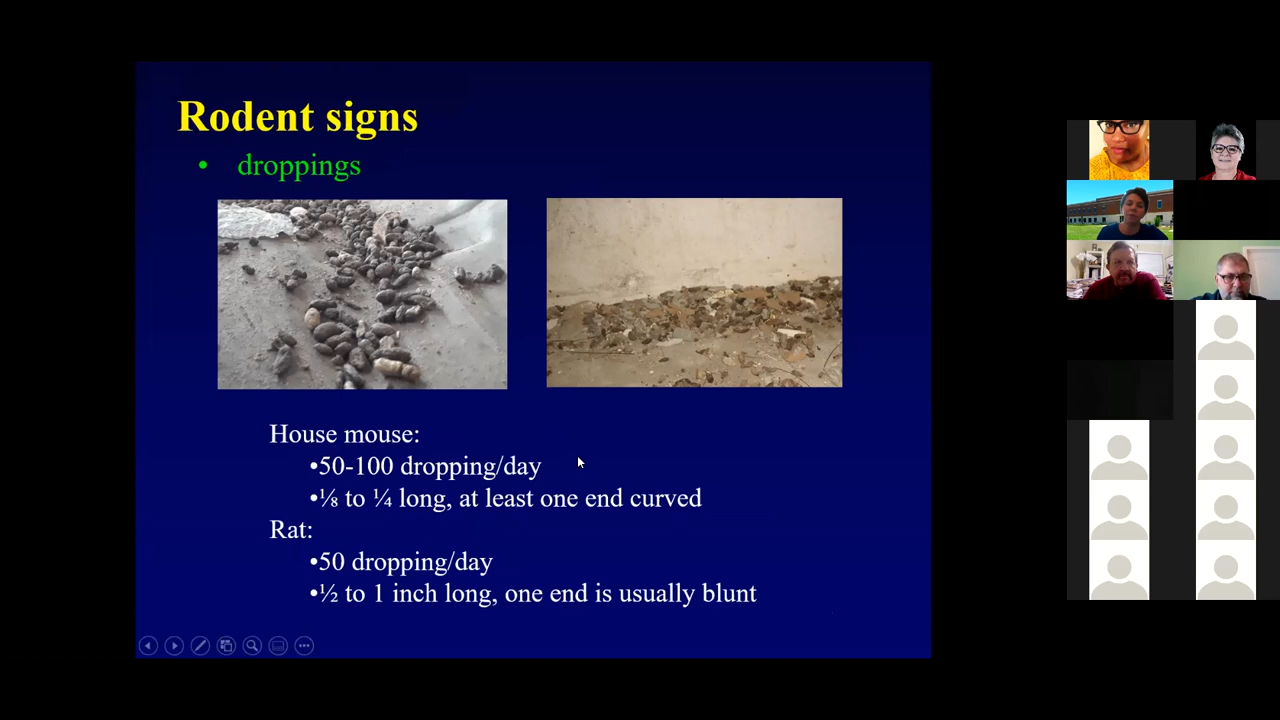 Rodent signs
• droppings
House mouse:
•50-100 dropping/day
•⅛ to ¼ long, at least one end curved
Rat:
•50 dropping/day
•½ to 1 inch long, one end is usually blunt